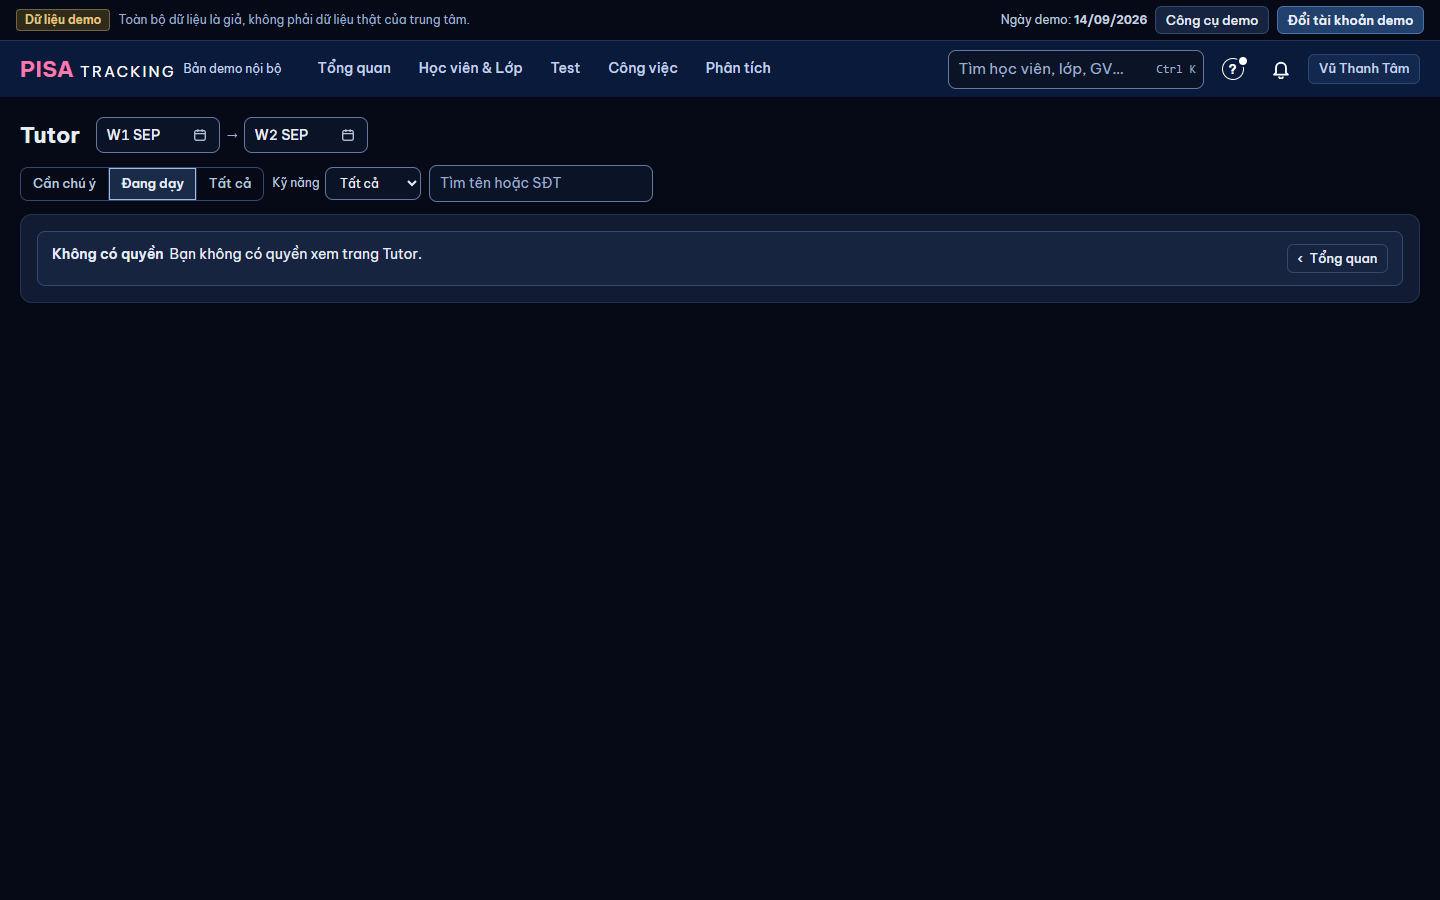 Dữ liệu demo Toàn bộ dữ liệu là giả, không phải dữ liệu thật của trung tâm. Ngày demo: 14/09/2026 Công cụ demo Đổi tài khoản demo
PISA TRACKING Bản demo nội bộ Tổng quan Học viên & Lớp Test Công việc Phân tích Tìm học viên, lớp, GV... Ctrl K ? Vũ Thanh Tâm
Tutor W1 SEP → W2 SEP
Cần chú ý Đang dạy Tất cả Kỹ năng Tất cả Tìm tên hoặc SĐT
Không có quyền Bạn không có quyền xem trang Tutor. ‹ Tổng quan